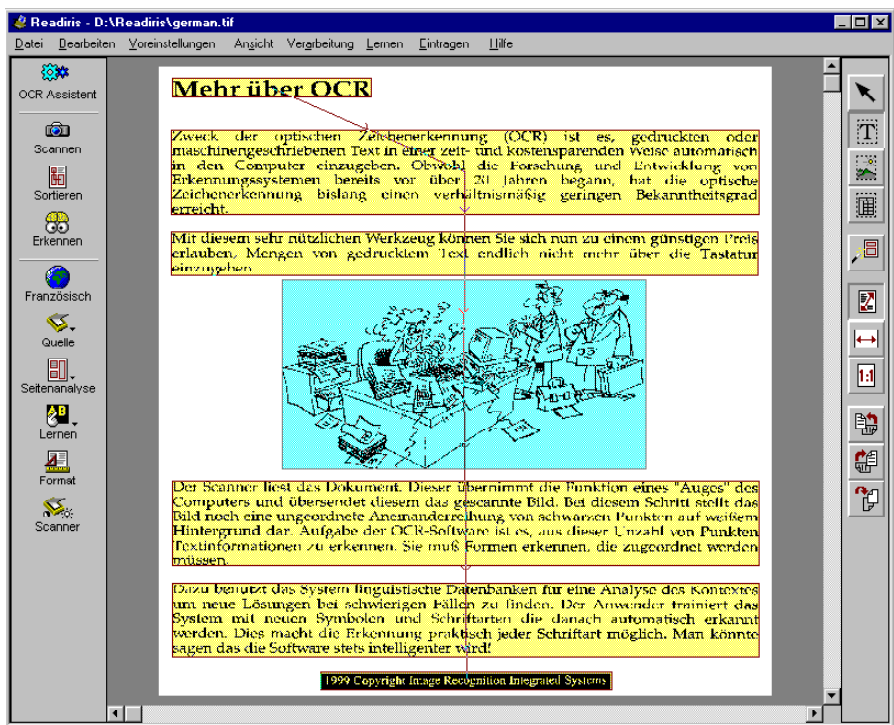 Readiris - D:\Readiris\german.tif
Datei Bearbeiten Voreinstellungen Ansicht Verarbeitung Lernen Eintragen Hilfe
OCR Assistent
Scannen
Sortieren
Erkennen
Französisch
Quelle
Seitenanalyse
Lernen
Format
Scanner
Mehr über OCR
Zweck der optischen Zeichenerkennung (OCR) ist es, gedruckten oder
maschinengeschriebenen Text in einer zeit- und kostensparenden Weise automatisch
in den Computer einzugeben. Obwohl die Forschung und Entwicklung von
Erkennungssystemen bereits vor über 20 Jahren begann, hat die optische
Zeichenerkennung bislang einen verhältnismäßig geringen Bekanntheitsgrad
erreicht.
Mit diesem sehr nützlichen Werkzeug können Sie sich nun zu einem günstigen Preis
erlauben, Mengen von gedrucktem Text endlich nicht mehr über die Tastatur
einzugeben.
Der Scanner liest das Dokument. Dieser übernimmt die Funktion eines "Auges" des
Computers und übersendet diesem das gescannte Bild. Bei diesem Schritt stellt das
Bild noch eine ungeordnete Aneinanderreihung von schwarzen Punkten auf weißem
Hintergrund dar. Aufgabe der OCR-Software ist es, aus dieser Unzahl von Punkten
Textinformationen zu erkennen. Sie muß Formen erkennen, die zugeordnet werden
müssen.
Dazu benutzt das System linguistische Datenbanken für eine Analyse des Kontextes
um neue Lösungen bei schwierigen Fällen zu finden. Der Anwender trainiert das
System mit neuen Symbolen und Schriftarten die danach automatisch erkannt
werden. Dies macht die Erkennung praktisch jeder Schriftart möglich. Man könnte
sagen das die Software stets intelligenter wird!
1999 Copyright Image Recognition Integrated Systems
T
1:1